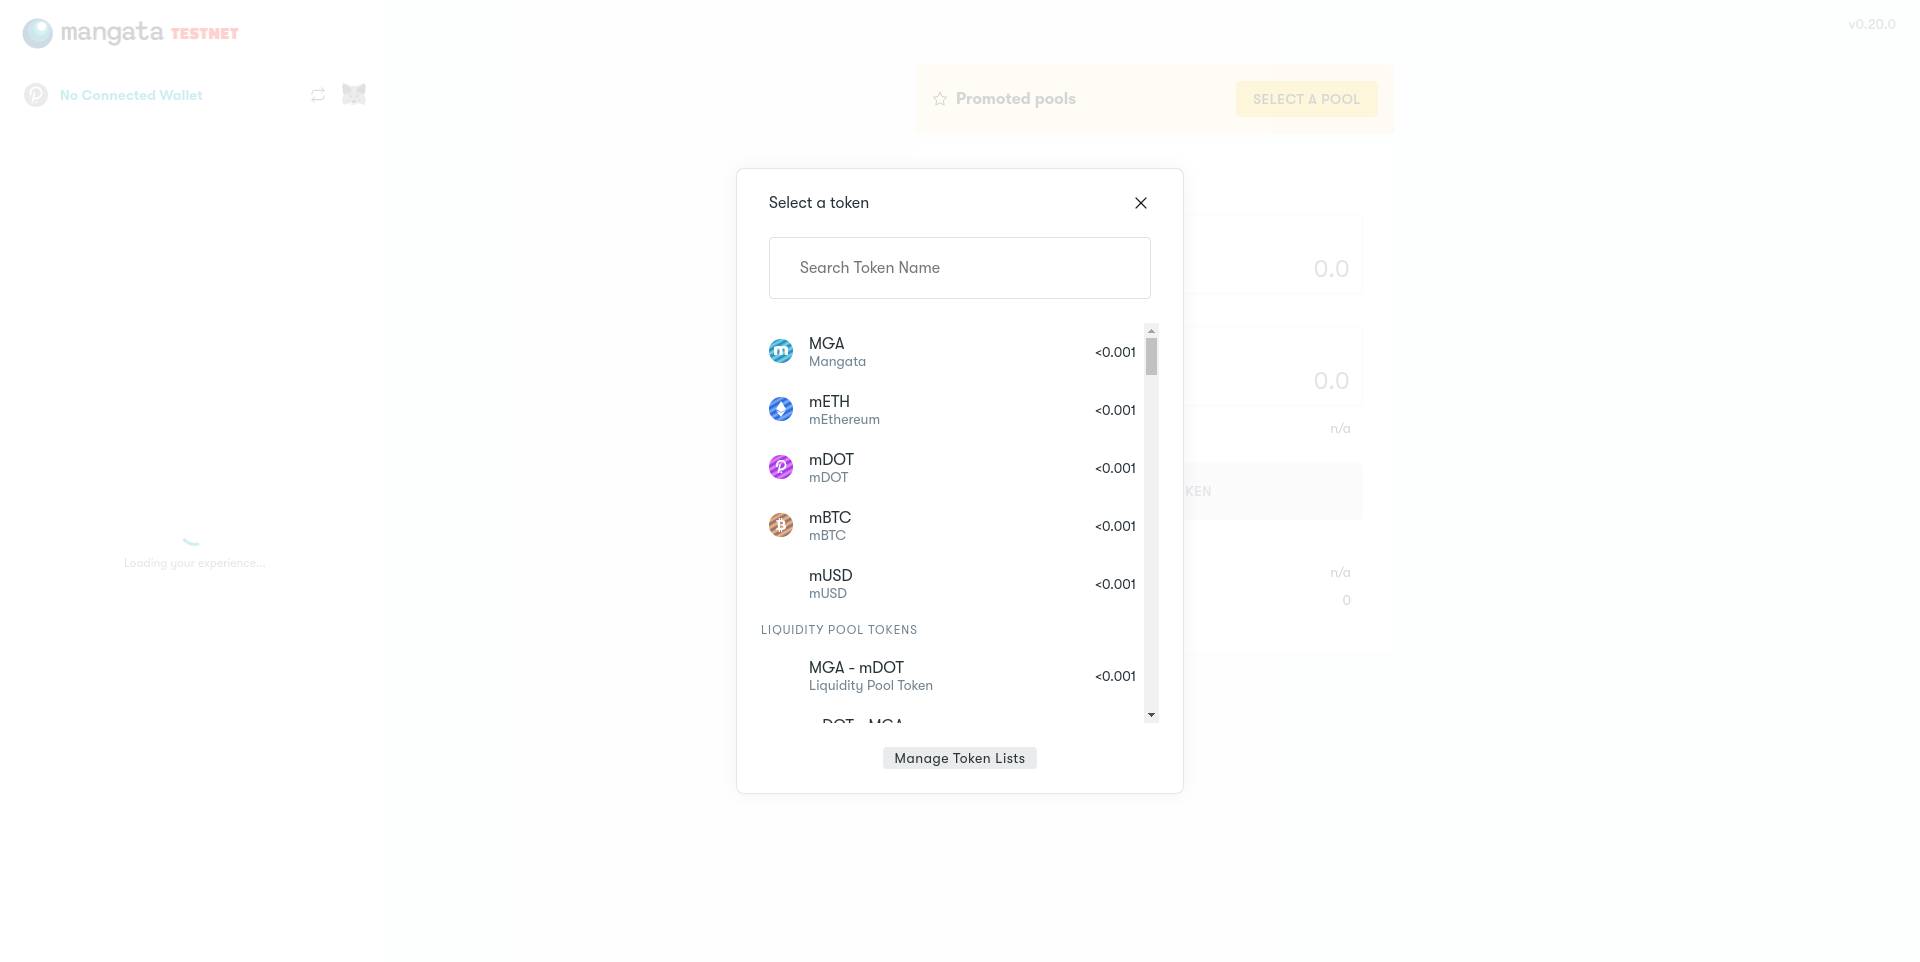 mangata TESTNET
v0.20.0
No Connected Wallet
Promoted pools
SELECT A POOL
Select a token
Search Token Name
0.0
MGA
Mangata
<0.001
mETH
mEthereum
<0.001
0.0
n/a
mDOT
mDOT
<0.001
KEN
mBTC
mBTC
<0.001
Loading your experience...
mUSD
mUSD
<0.001
n/a
0
LIQUIDITY POOL TOKENS
MGA - mDOT
Liquidity Pool Token
<0.001
mDOT - MGA
Manage Token Lists